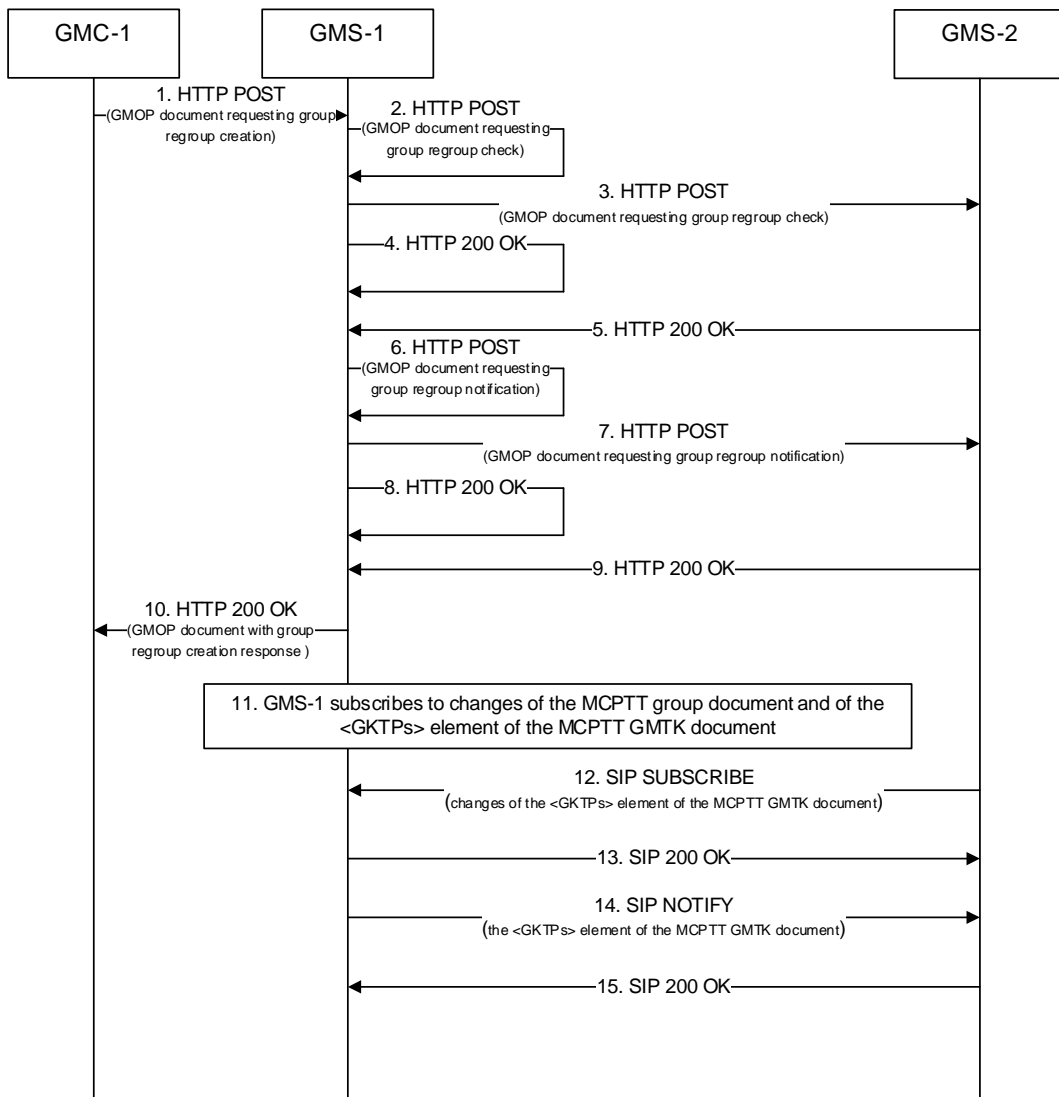 GMC-1
GMS-1
GMS-2
1. HTTP POST
(GMOP document requesting group
regroup creation)
2. HTTP POST
(GMOP document requesting
group regroup check)
3. HTTP POST
(GMOP document requesting group regroup check)
4. HTTP 200 OK
5. HTTP 200 OK
6. HTTP POST
(GMOP document requesting
group regroup notification)
7. HTTP POST
(GMOP document requesting group regroup notification)
8. HTTP 200 OK
9. HTTP 200 OK
10. HTTP 200 OK
(GMOP document with group
regroup creation response )
11. GMS-1 subscribes to changes of the MCPTT group document and of the
<GKTPs> element of the MCPTT GMTK document
12. SIP SUBSCRIBE
(changes of the <GKTPs> element of the MCPTT GMTK document)
13. SIP 200 OK
14. SIP NOTIFY
(the <GKTPs> element of the MCPTT GMTK document)
15. SIP 200 OK